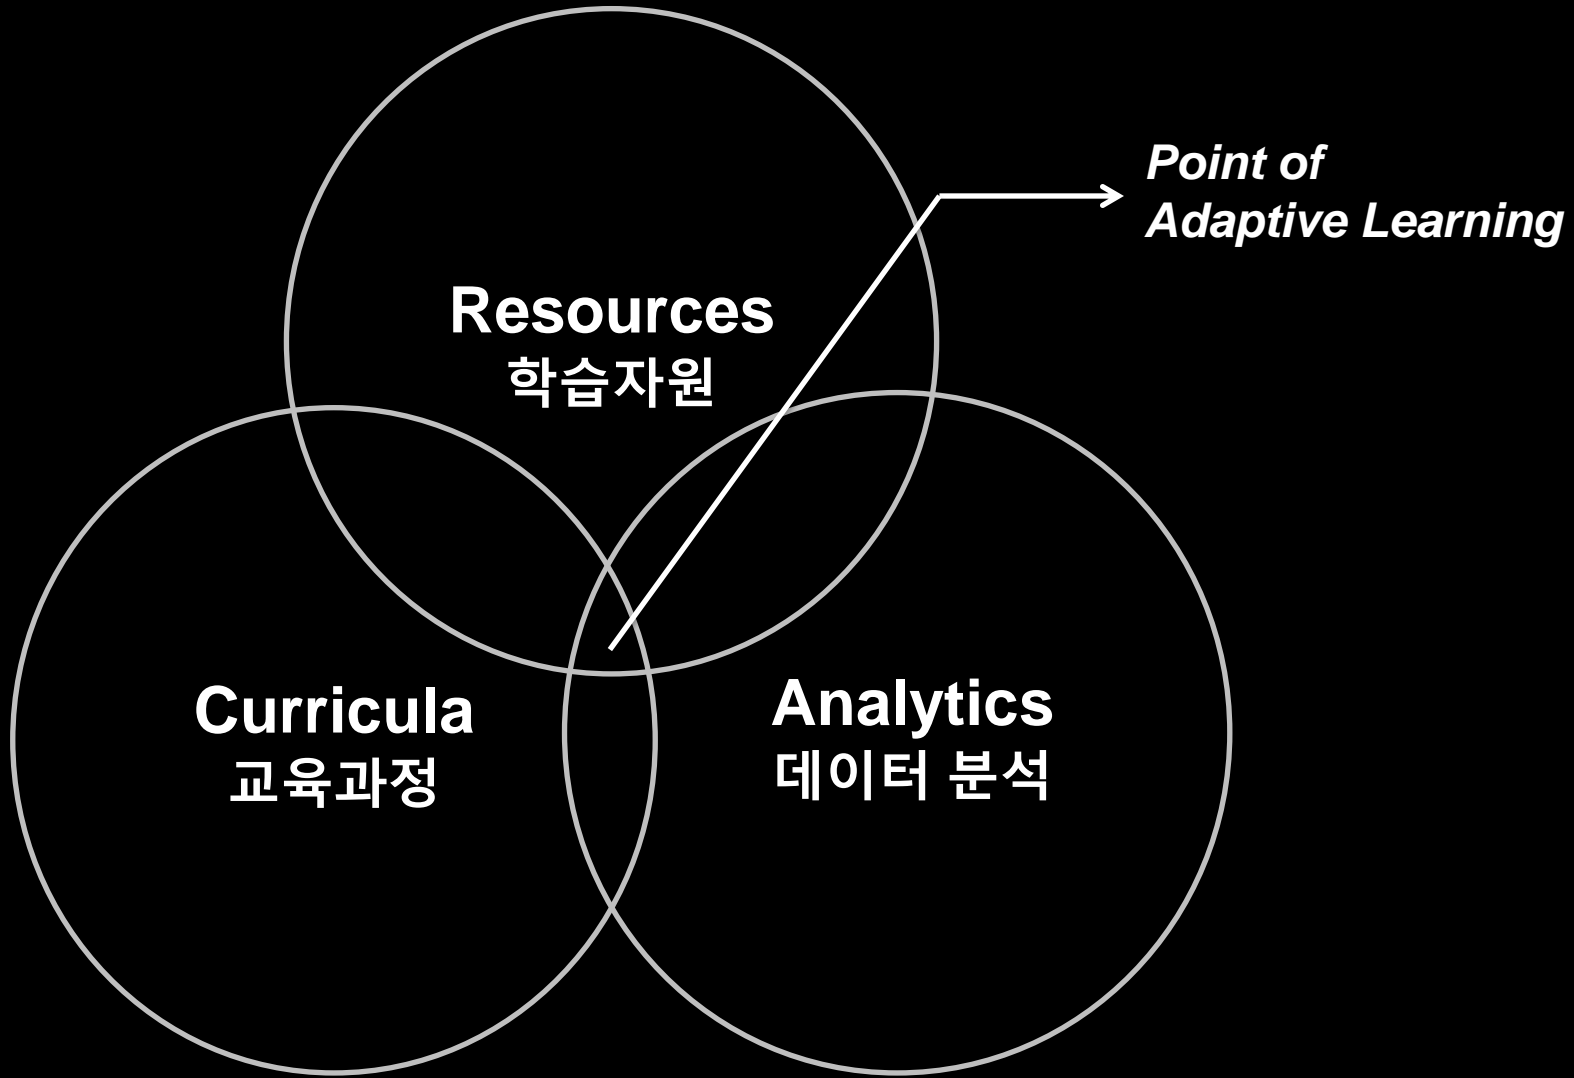 Point of
Adaptive Learning
Resources
학습자원
Curricula
교육과정
Analytics
데이터 분석